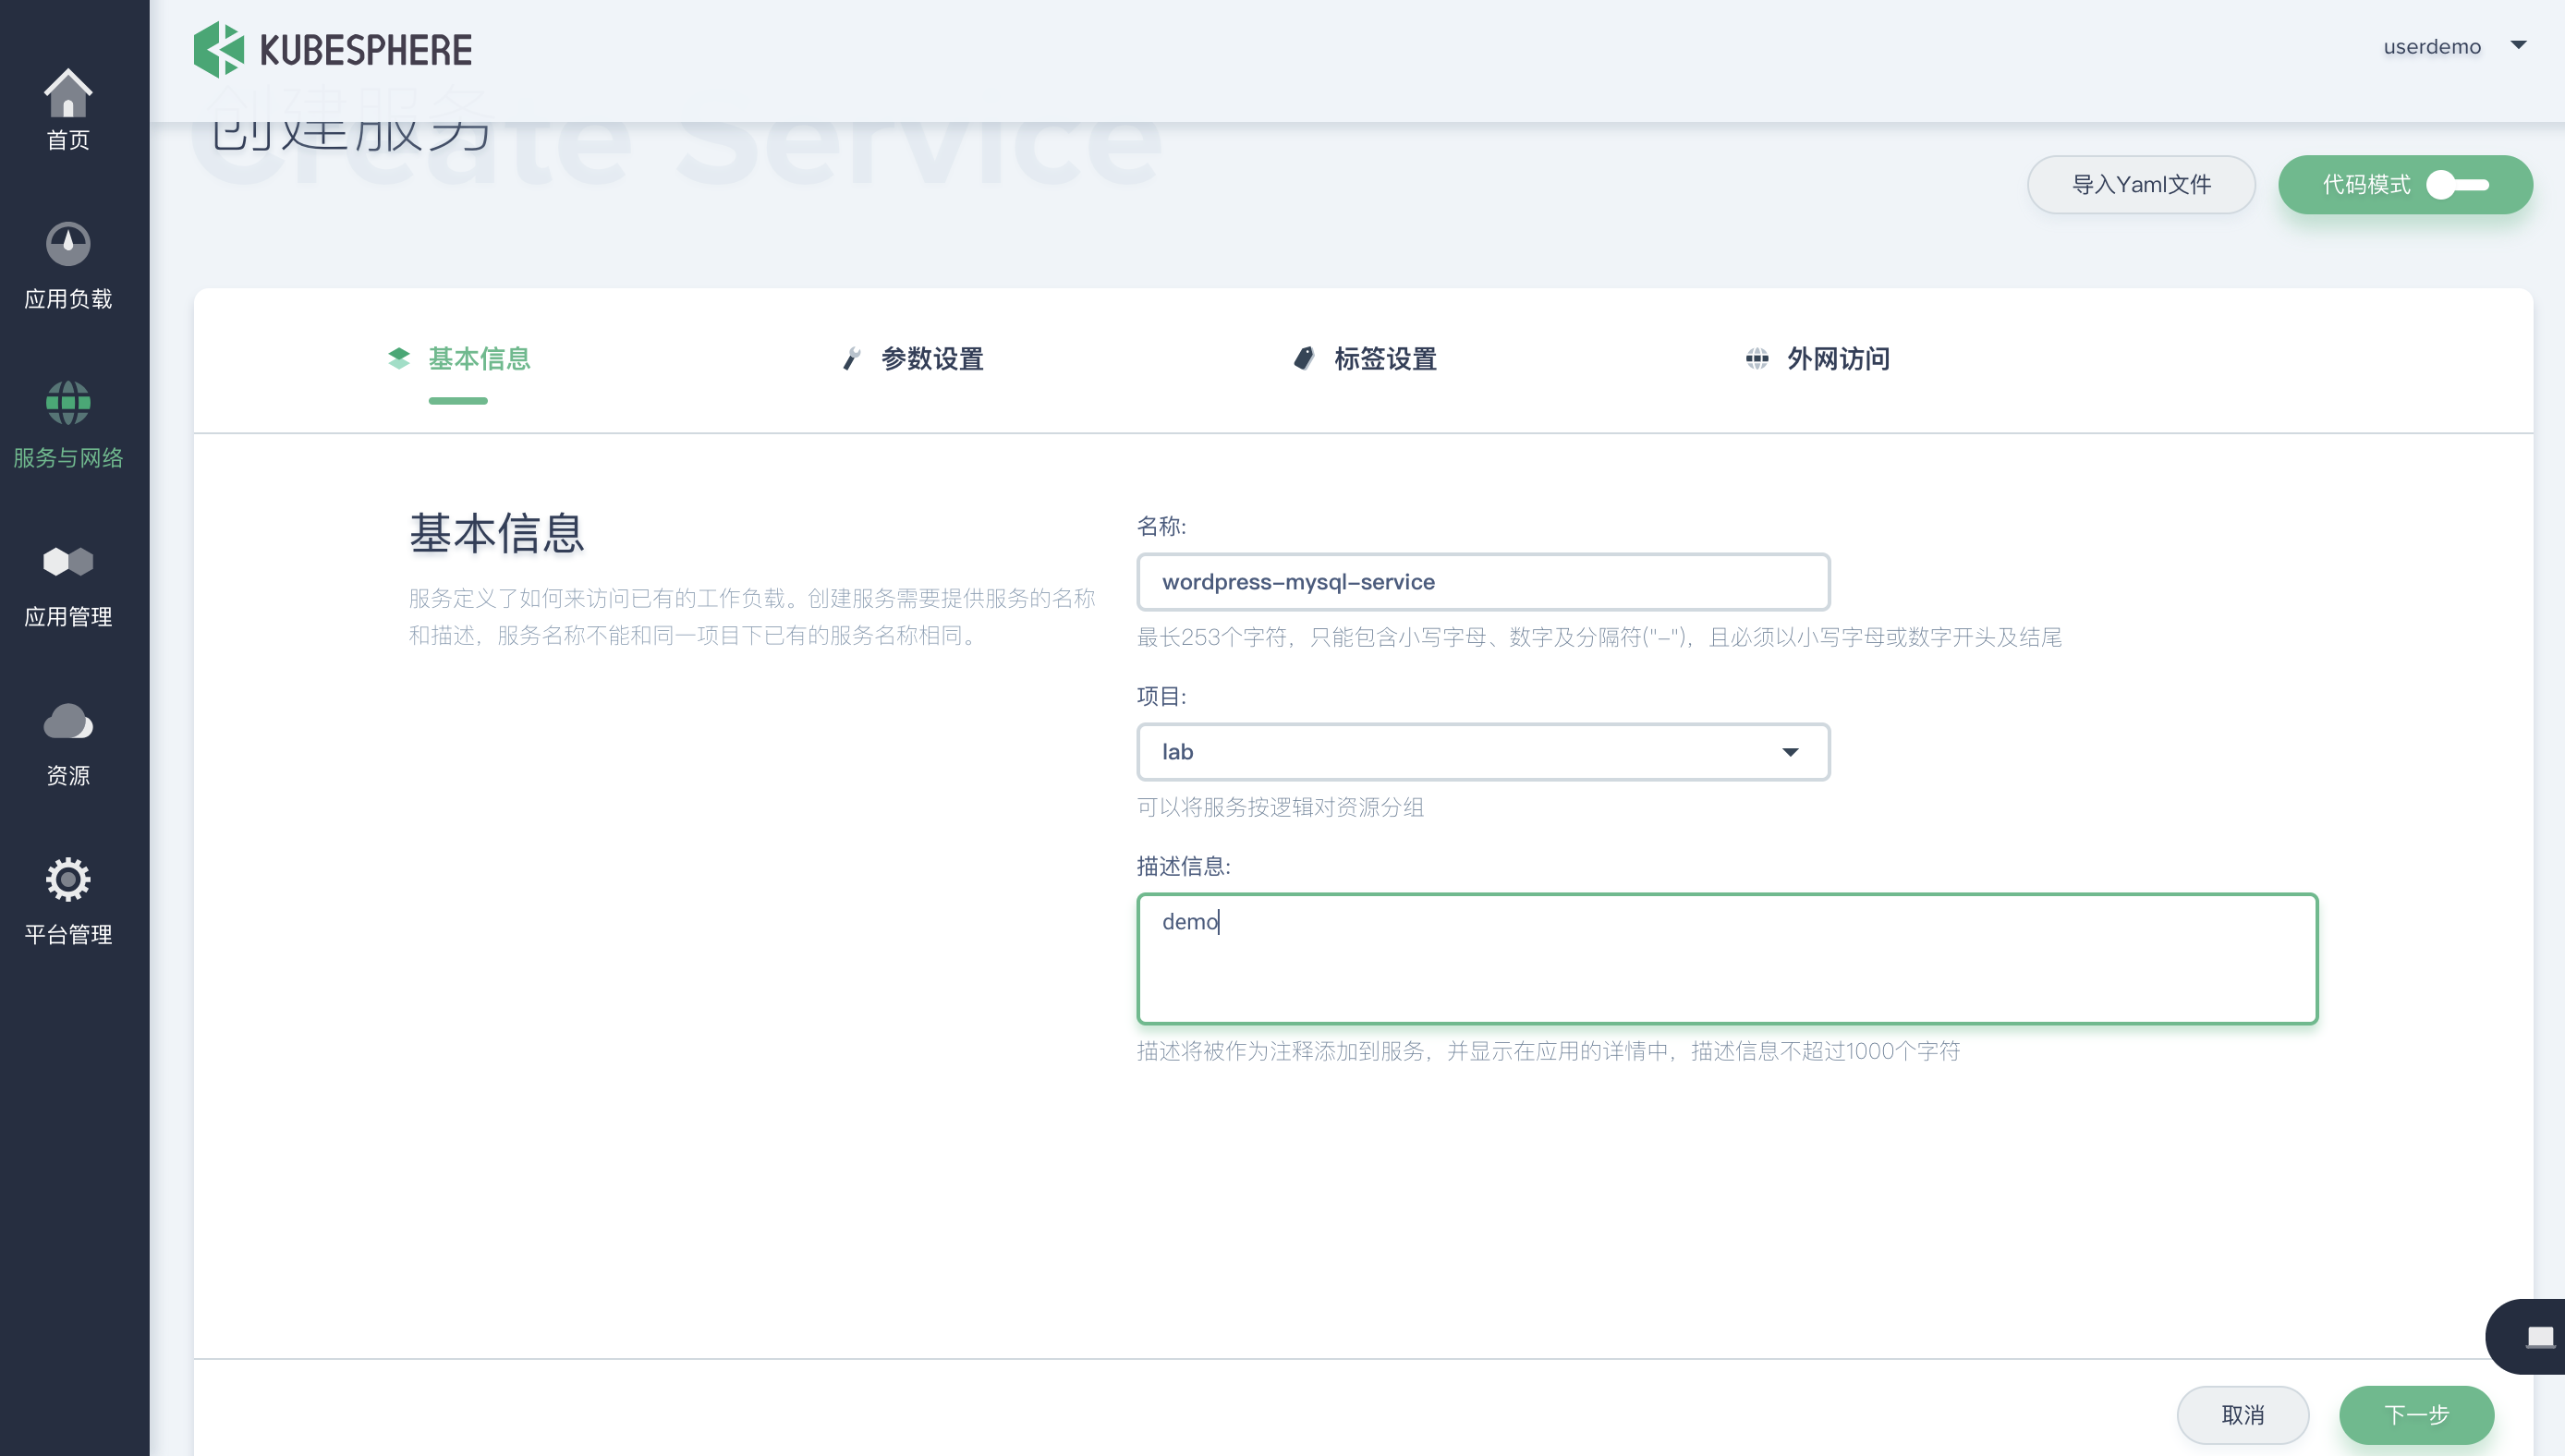 KUBESPHERE
userdemo
首页
应用负载
服务与网络
应用管理
资源
平台管理
创建服务
Create Service
导入Yaml文件
代码模式
基本信息
参数设置
标签设置
外网访问
基本信息
服务定义了如何来访问已有的工作负载。创建服务需要提供服务的名称
和描述，服务名称不能和同一项目下已有的服务名称相同。
名称:
wordpress-mysql-service
最长253个字符，只能包含小写字母、数字及分隔符("-")，且必须以小写字母或数字开头及结尾
项目:
lab
可以将服务按逻辑对资源分组
描述信息:
demo
描述将被作为注释添加到服务，并显示在应用的详情中，描述信息不超过1000个字符
取消
下一步